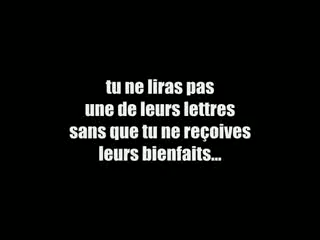 tu ne liras pas
une de leurs lettres
sans que tu ne reçoives
leurs bienfaits...